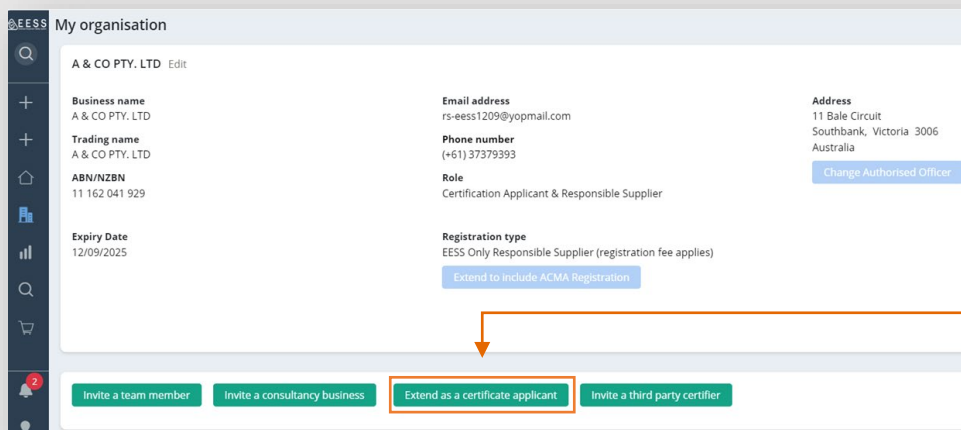 EESS
My organisation
A & CO PTY. LTD Edit
Business name
A & CO PTY. LTD
Trading name
A & CO PTY. LTD
ABN/NZBN
11 162 041 929
Expiry Date
12/09/2025
Email address
rs-eess1209@yopmail.com
Phone number
(+61) 37379393
Role
Certification Applicant & Responsible Supplier
Registration type
EESS Only Responsible Supplier (registration fee applies)
Extend to include ACMA Registration
Address
11 Bale Circuit
Southbank, Victoria 3006
Australia
Change Authorised Officer
2
Invite a team member
Invite a consultancy business
Extend as a certificate applicant
Invite a third party certifier